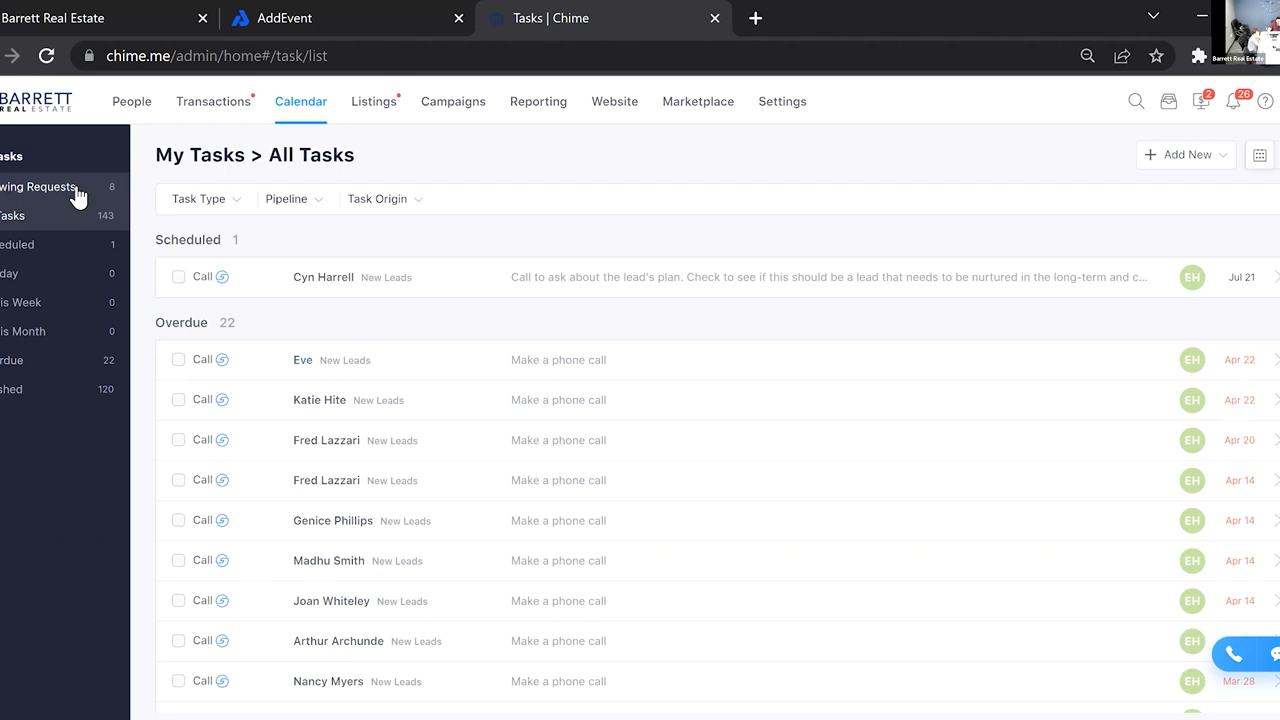 Barrett Real Estate
AddEvent
Tasks | Chime
chime.me/admin/home#/task/list
Barrett Real Estate
BARRETT
REAL ESTATE
People
Transactions
Calendar
Listings
Campaigns
Reporting
Website
Marketplace
Settings
2
26
asks
wing Requests 8
Tasks 143
eduled 1
day 0
is Week 0
is Month 0
rdue 22
shed 120
My Tasks > All Tasks
Add New
Task Type
Pipeline
Task Origin
Scheduled 1
Call Cyn Harrell New Leads Call to ask about the lead's plan. Check to see if this should be a lead that needs to be nurtured in the long-term and c... EH Jul 21
Overdue 22
Call Eve New Leads Make a phone call EH Apr 22
Call Katie Hite New Leads Make a phone call EH Apr 22
Call Fred Lazzari New Leads Make a phone call EH Apr 20
Call Fred Lazzari New Leads Make a phone call EH Apr 14
Call Genice Phillips New Leads Make a phone call EH Apr 14
Call Madhu Smith New Leads Make a phone call EH Apr 14
Call Joan Whiteley New Leads Make a phone call EH Apr 14
Call Arthur Archunde New Leads Make a phone call EH
Call Nancy Myers New Leads Make a phone call EH Mar 28